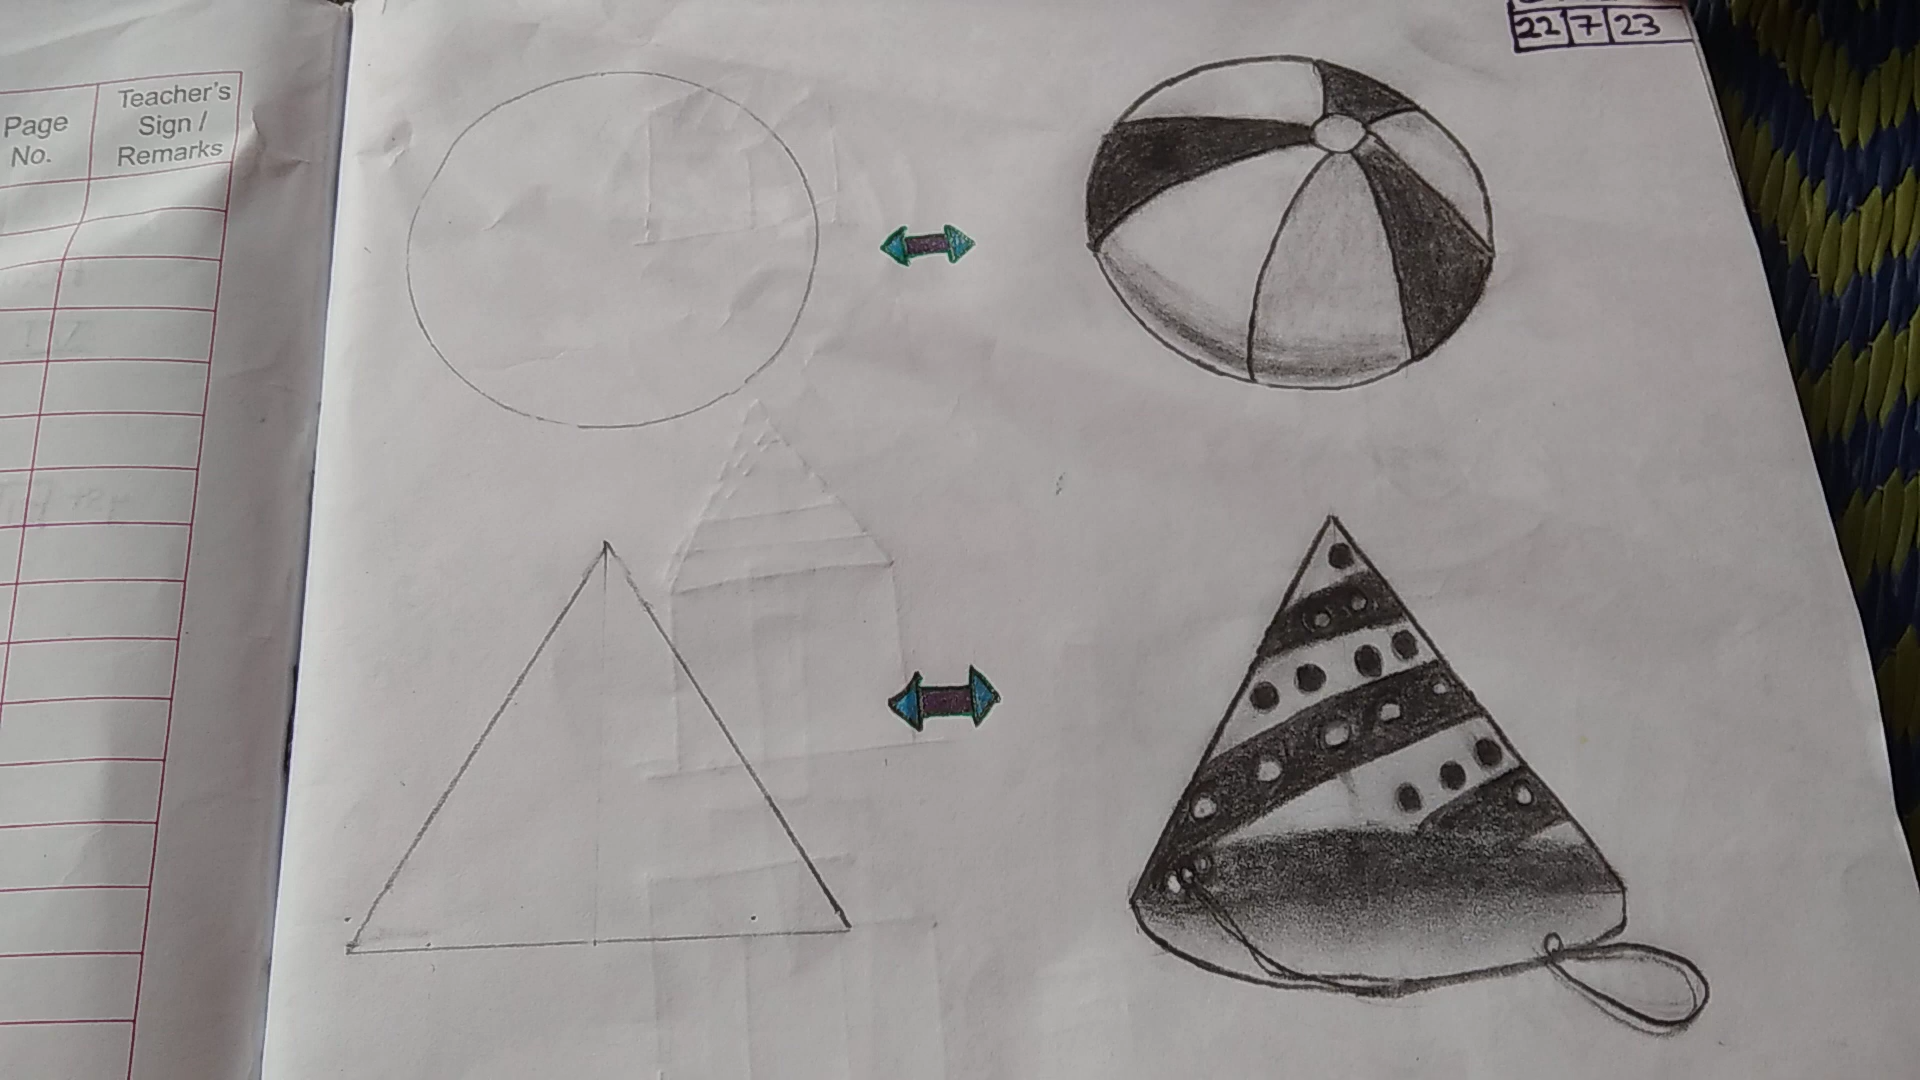 Page
No.
Teacher's
Sign /
Remarks
22 7 23